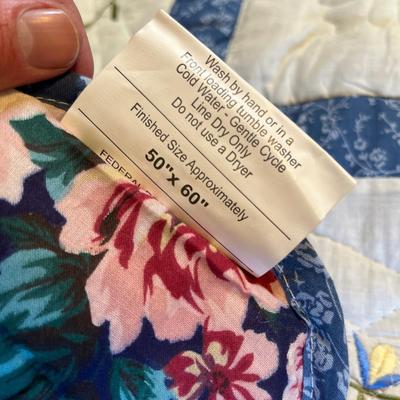 Wash by hand or in a
Front loading tumble washer
Cold Water - Gentle Cycle
Line Dry Only
Do not use a Dryer
Finished Size Approximately
50" x 60"
FEDERAL